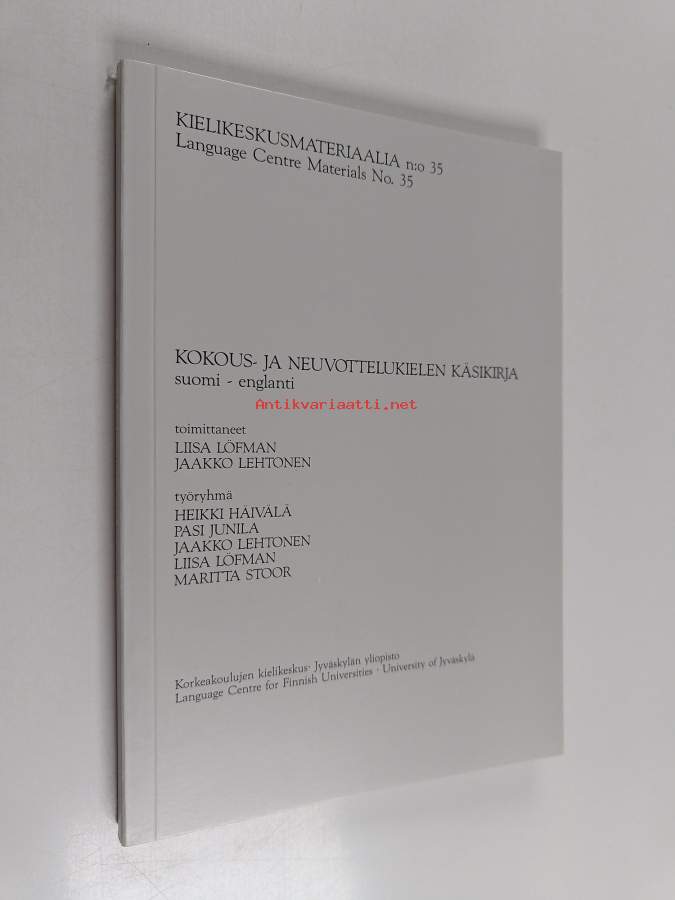 KIELIKESKUSMATERIAALIA n:o 35
Language Centre Materials No. 35
KOKOUS- JA NEUVOTTELUKIELEN KÄSIKIRJA
suomi - englanti
Antikvariaatti.net
toimittaneet
LIISA LÖFMAN
JAAKKO LEHTONEN
työryhmä
HEIKKI HÄIVÄLÄ
PASI JUNILA
JAAKKO LEHTONEN
LIISA LÖFMAN
MARITTA STOOR
Korkeakoulujen kielikeskus · Jyväskylän yliopisto
Language Centre for Finnish Universities · University of Jyväskylä